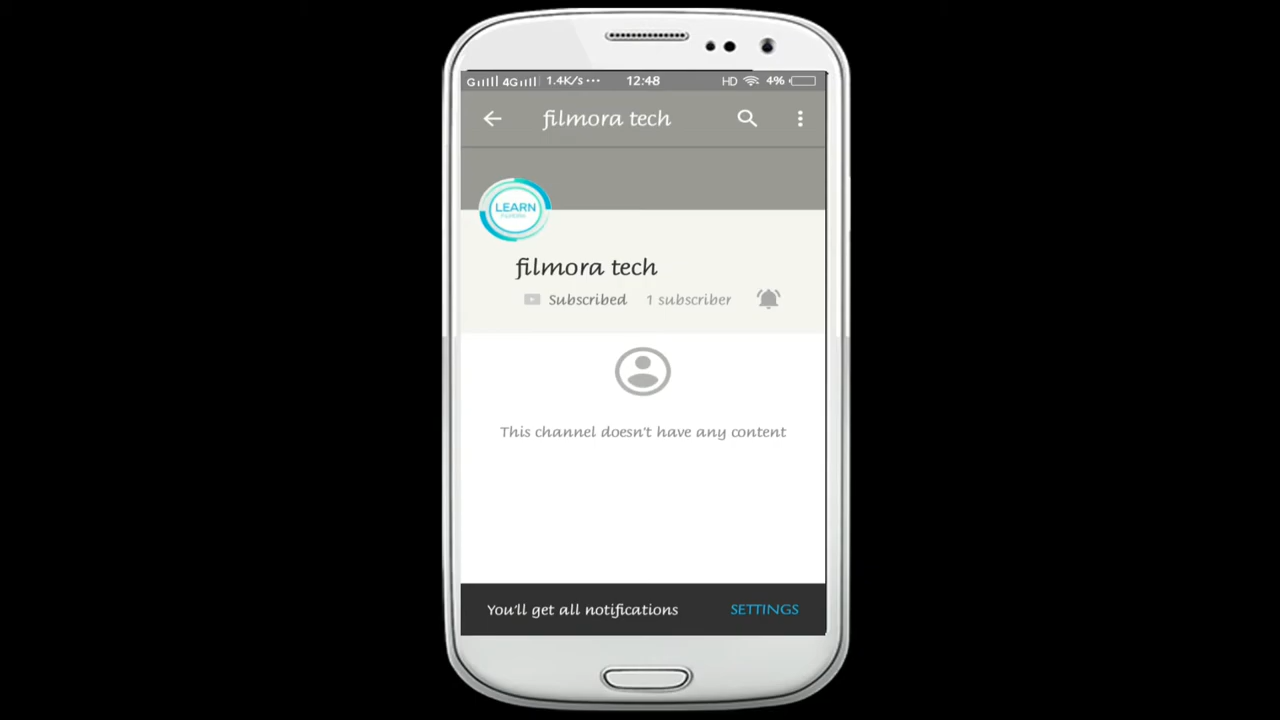 G 4G 1.4K/s ... 12:48 HD 4%
filmora tech
LEARN
filmora tech
Subscribed 1 subscriber
This channel doesn't have any content
You'll get all notifications SETTINGS